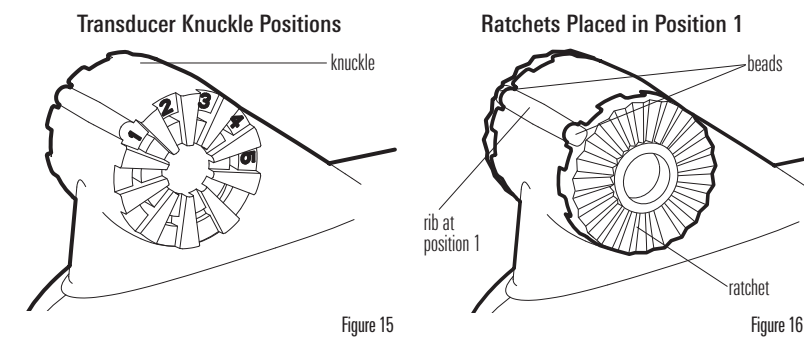 Transducer Knuckle Positions
knuckle
1
2
3
4
5
Figure 15
Ratchets Placed in Position 1
beads
rib at
position 1
ratchet
Figure 16